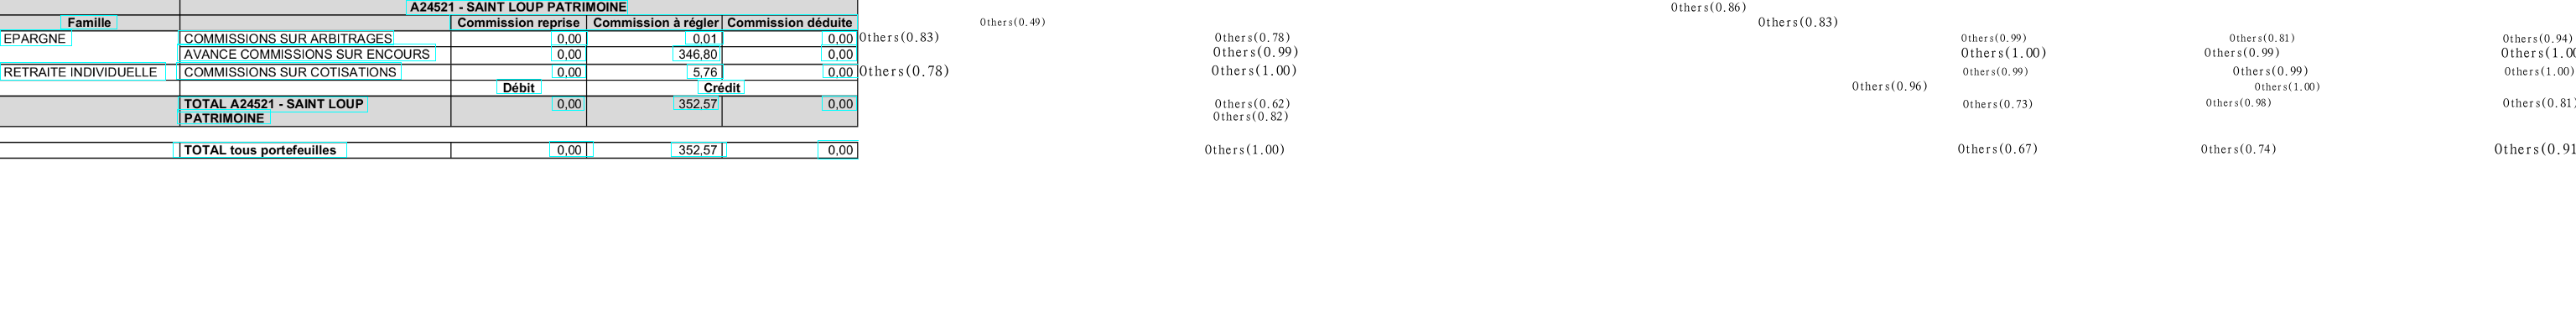 A24521 - SAINT LOUP PATRIMOINE Others(0.86)
Famille Commission reprise Commission à régler Commission déduite Others(0.49) Others(0.83)
EPARGNE COMMISSIONS SUR ARBITRAGES 0,00 0,01 0,00 Others(0.83) Others(0.78) Others(0.99) Others(0.81) Others(0.94)
AVANCE COMMISSIONS SUR ENCOURS 0,00 346,80 0,00 Others(0.99) Others(1.00) Others(0.99) Others(1.00
RETRAITE INDIVIDUELLE COMMISSIONS SUR COTISATIONS 0,00 5,76 0,00 Others(0.78) Others(1.00) Others(0.99) Others(0.99) Others(1.00)
Débit Crédit Others(0.96) Others(1.00)
TOTAL A24521 - SAINT LOUP 0,00 352,57 0,00 Others(0.62) Others(0.73) Others(0.98) Others(0.81)
PATRIMOINE Others(0.82)
TOTAL tous portefeuilles 0,00 352,57 0,00 Others(1.00) Others(0.67) Others(0.74) Others(0.91